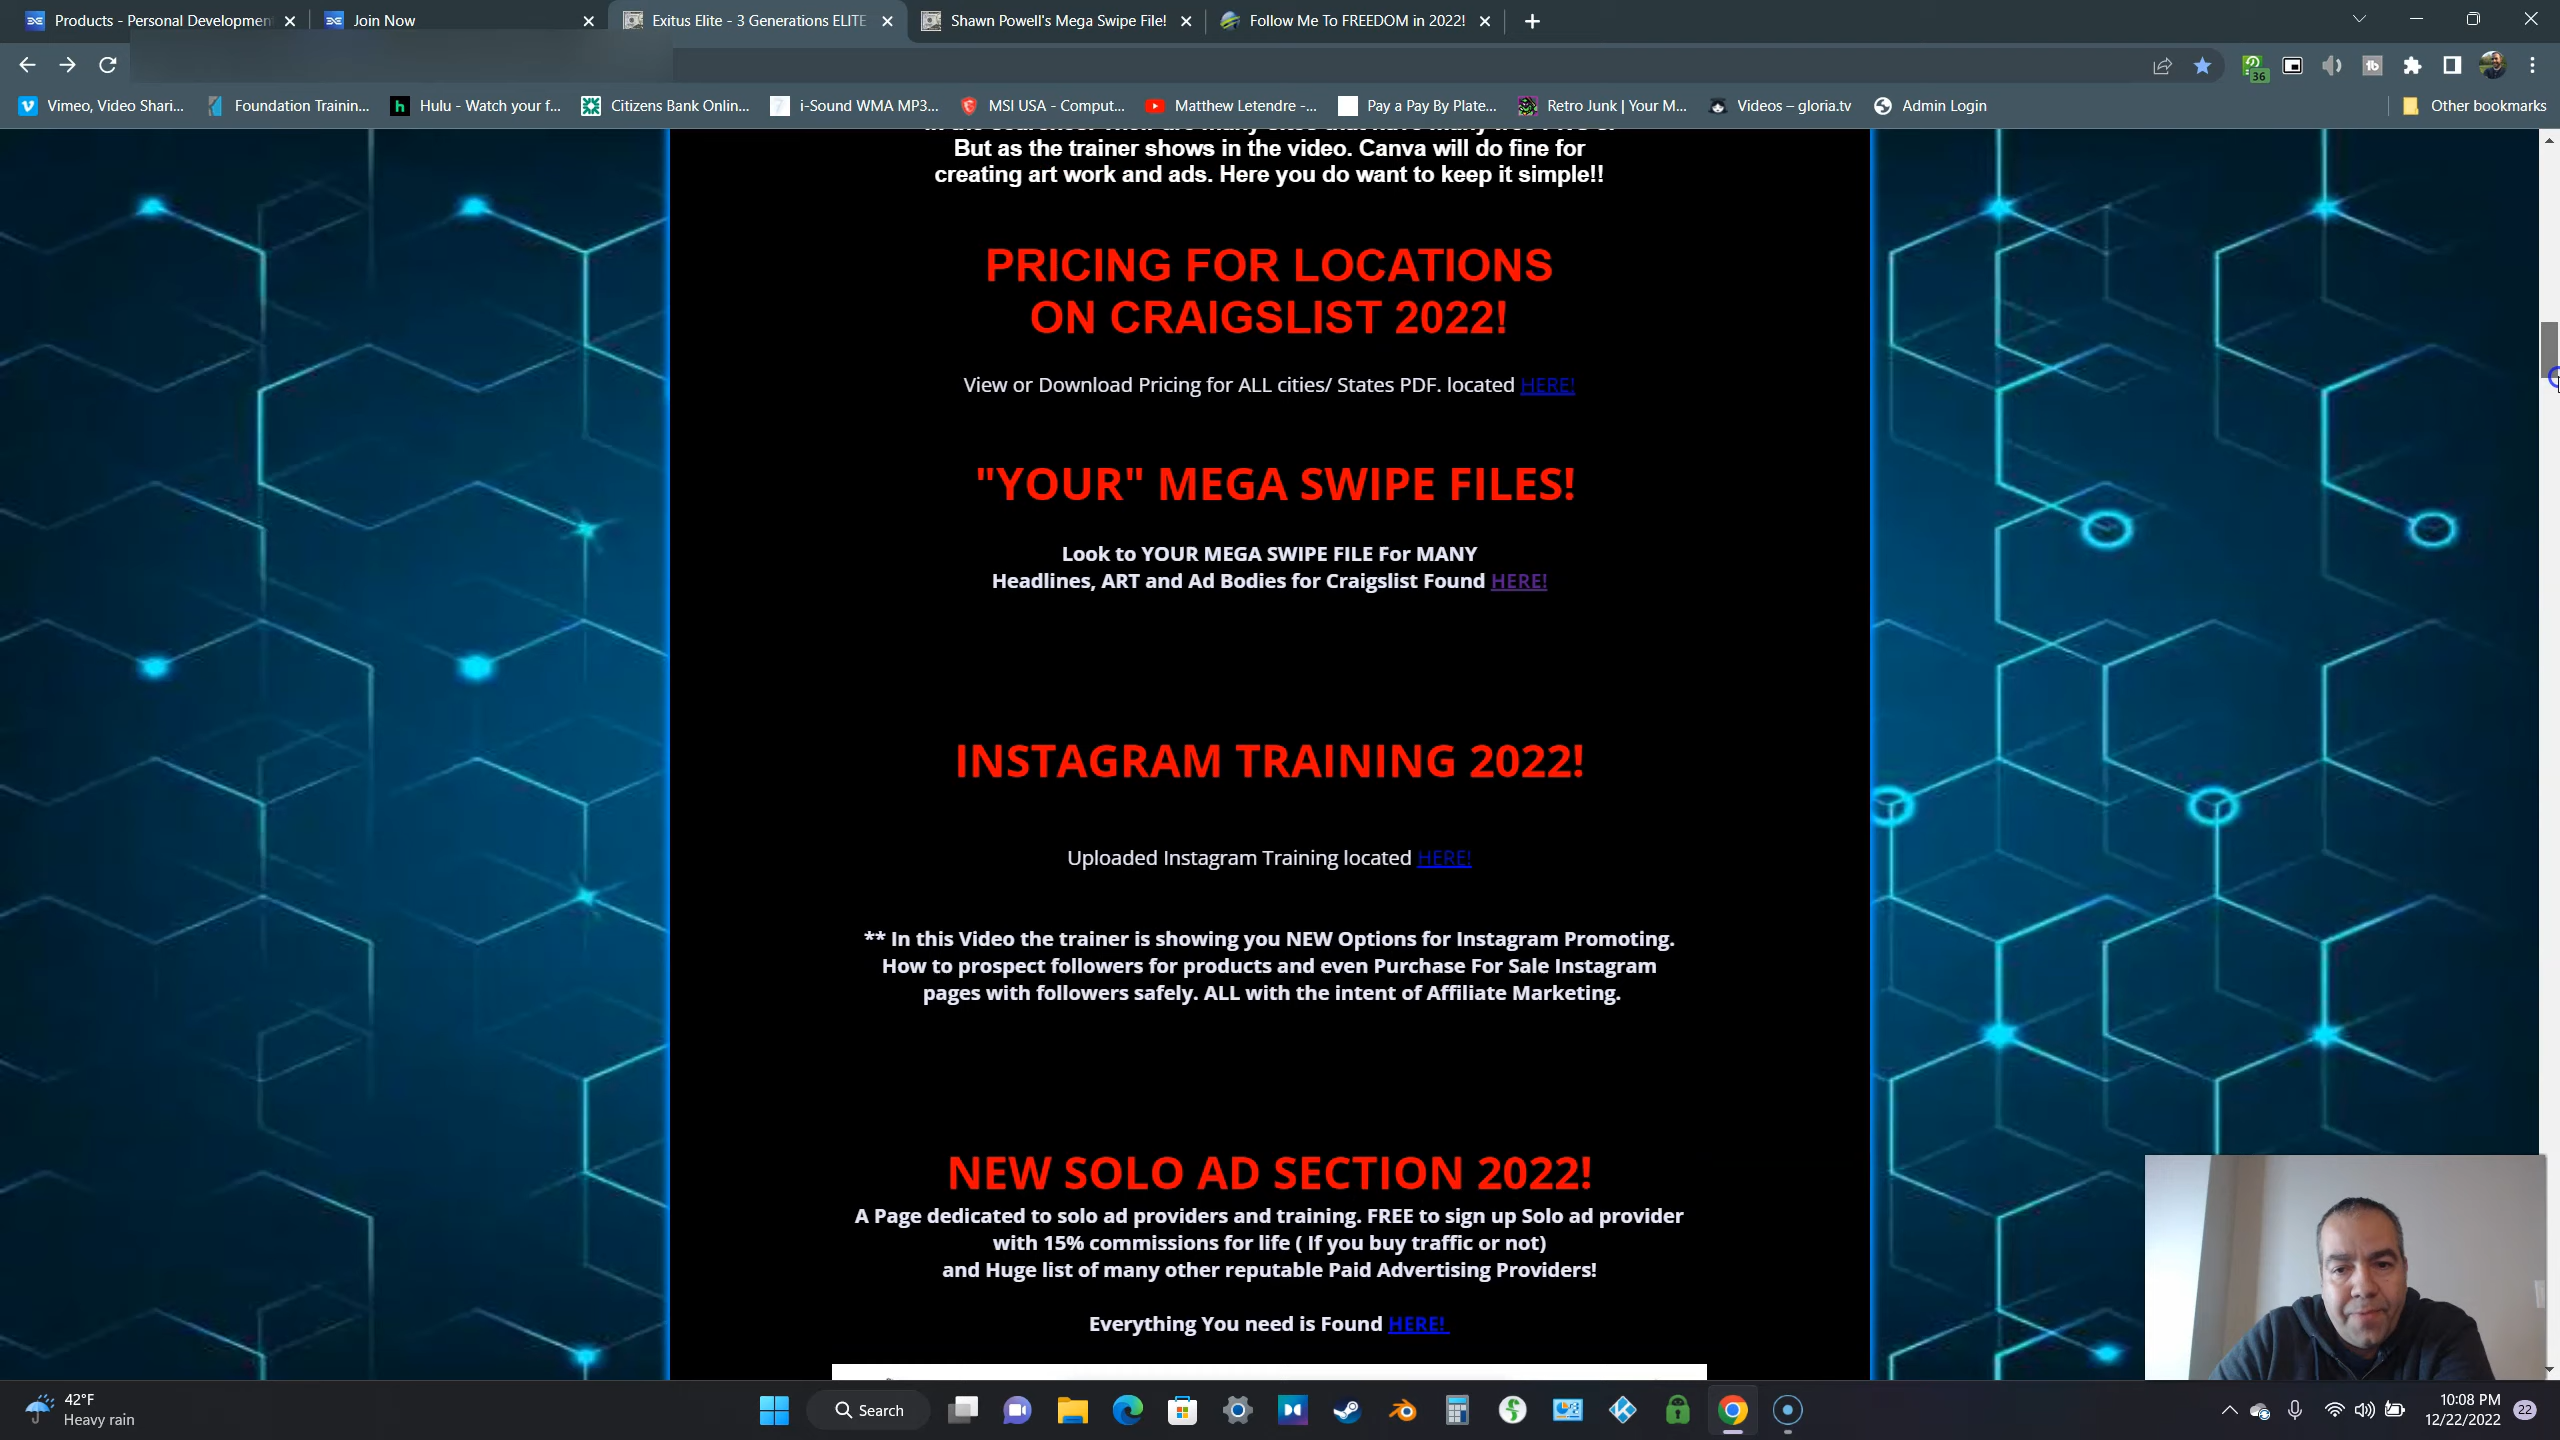 Products - Personal Developmen
Join Now
Exitus Elite - 3 Generations ELITE
Shawn Powell's Mega Swipe File!
Follow Me To FREEDOM in 2022!
36
Vimeo, Video Shari...
Foundation Trainin...
Hulu - Watch your f...
Citizens Bank Onlin...
i-Sound WMA MP3...
MSI USA - Comput...
Matthew Letendre -...
Pay a Pay By Plate...
Retro Junk | Your M...
Videos – gloria.tv
Admin Login
Other bookmarks
But as the trainer shows in the video. Canva will do fine for
creating art work and ads. Here you do want to keep it simple!!
PRICING FOR LOCATIONS
ON CRAIGSLIST 2022!
View or Download Pricing for ALL cities/ States PDF. located HERE!
"YOUR" MEGA SWIPE FILES!
Look to YOUR MEGA SWIPE FILE For MANY
Headlines, ART and Ad Bodies for Craigslist Found HERE!
INSTAGRAM TRAINING 2022!
Uploaded Instagram Training located HERE!
** In this Video the trainer is showing you NEW Options for Instagram Promoting.
How to prospect followers for products and even Purchase For Sale Instagram
pages with followers safely. ALL with the intent of Affiliate Marketing.
NEW SOLO AD SECTION 2022!
A Page dedicated to solo ad providers and training. FREE to sign up Solo ad provider
with 15% commissions for life ( If you buy traffic or not)
and Huge list of many other reputable Paid Advertising Providers!
Everything You need is Found HERE!
42°F
Heavy rain
Search
10:08 PM
12/22/2022
22